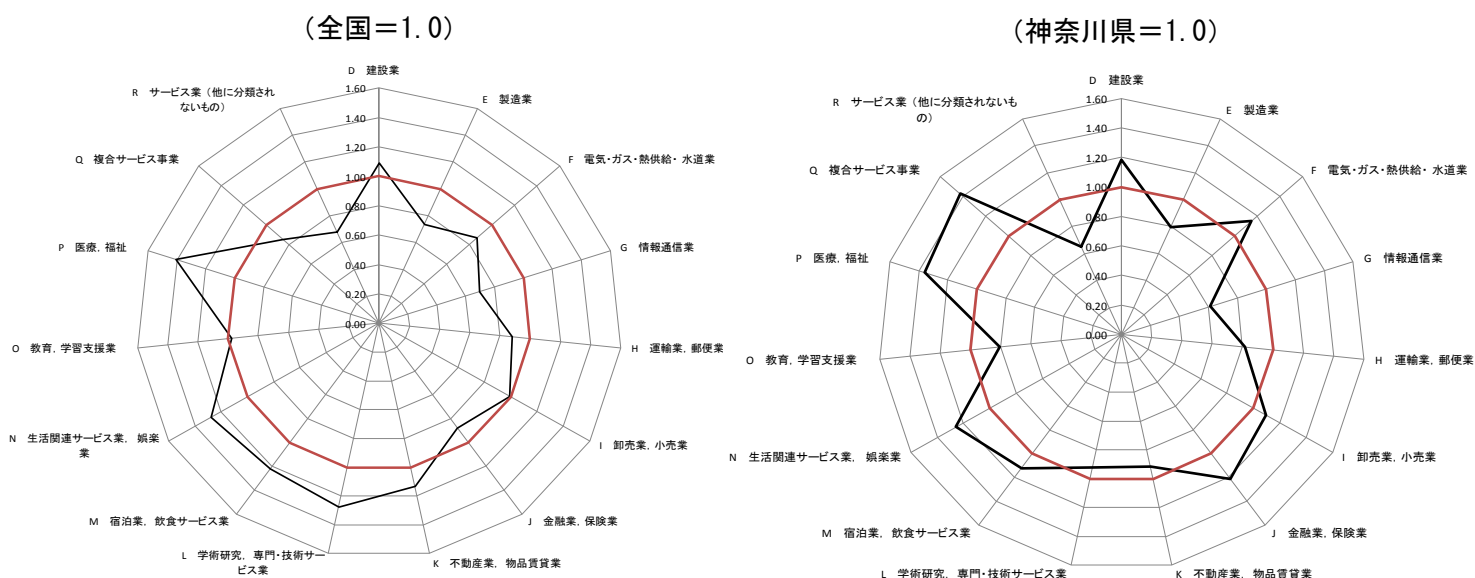 (全国=1.0)
D 建設業
E 製造業
F 電気・ガス・熱供給・ 水道業
G 情報通信業
H 運輸業，郵便業
I 卸売業，小売業
J 金融業，保険業
K 不動産業， 物品賃貸業
L 学術研究， 専門・技術サー
ビス業
M 宿泊業， 飲食サービス業
N 生活関連サービス業， 娯楽
業
O 教育，学習支援業
P 医療，福祉
Q 複合サービス事業
R サービス業（他に分類され
ないもの）
1.60
1.40
1.20
1.00
0.80
0.60
0.40
0.20
0.00
(神奈川県=1.0)
D 建設業
E 製造業
F 電気・ガス・熱供給・ 水道業
G 情報通信業
H 運輸業，郵便業
I 卸売業，小売業
J 金融業，保険業
K 不動産業， 物品賃貸業
L 学術研究， 専門・技術サービス業
M 宿泊業， 飲食サービス業
N 生活関連サービス業， 娯楽業
O 教育，学習支援業
P 医療，福祉
Q 複合サービス事業
R サービス業（他に分類されないも
の）
1.60
1.40
1.20
1.00
0.80
0.60
0.40
0.20
0.00